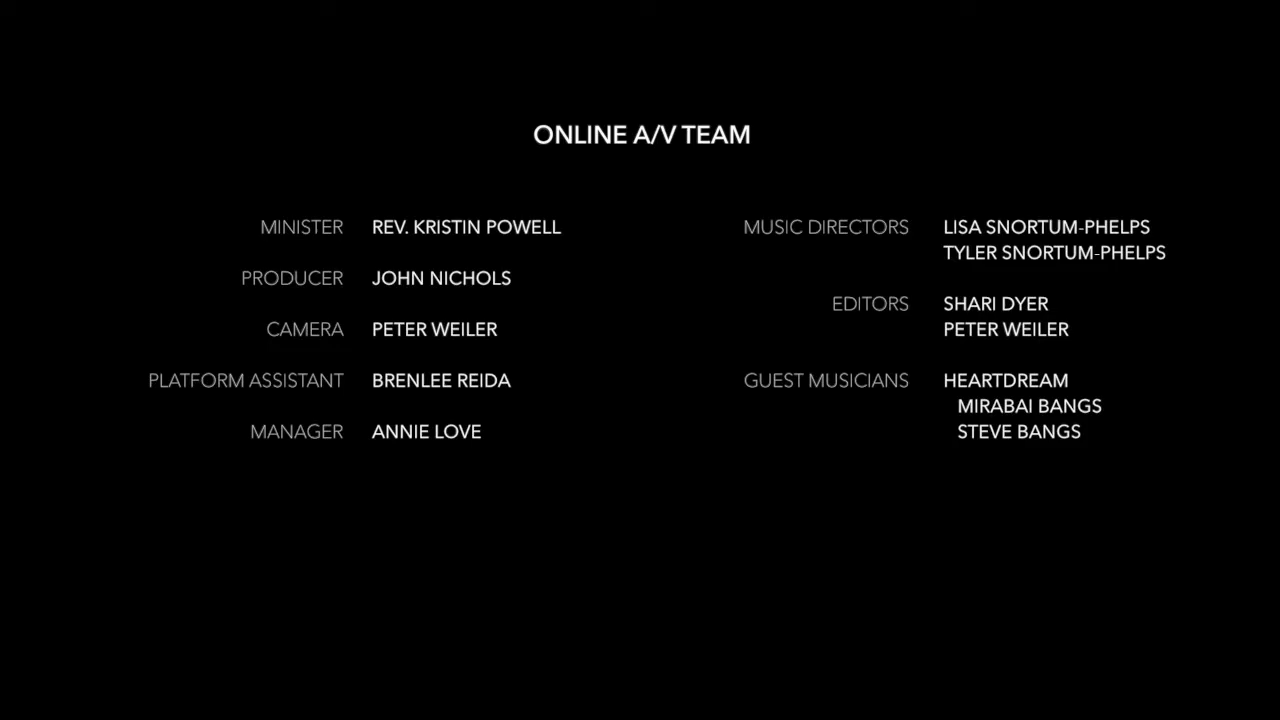 ONLINE A/V TEAM
MINISTER REV. KRISTIN POWELL
PRODUCER JOHN NICHOLS
CAMERA PETER WEILER
PLATFORM ASSISTANT BRENLEE REIDA
MANAGER ANNIE LOVE
MUSIC DIRECTORS LISA SNORTUM-PHELPS
TYLER SNORTUM-PHELPS
EDITORS SHARI DYER
PETER WEILER
GUEST MUSICIANS HEARTDREAM
MIRABAI BANGS
STEVE BANGS